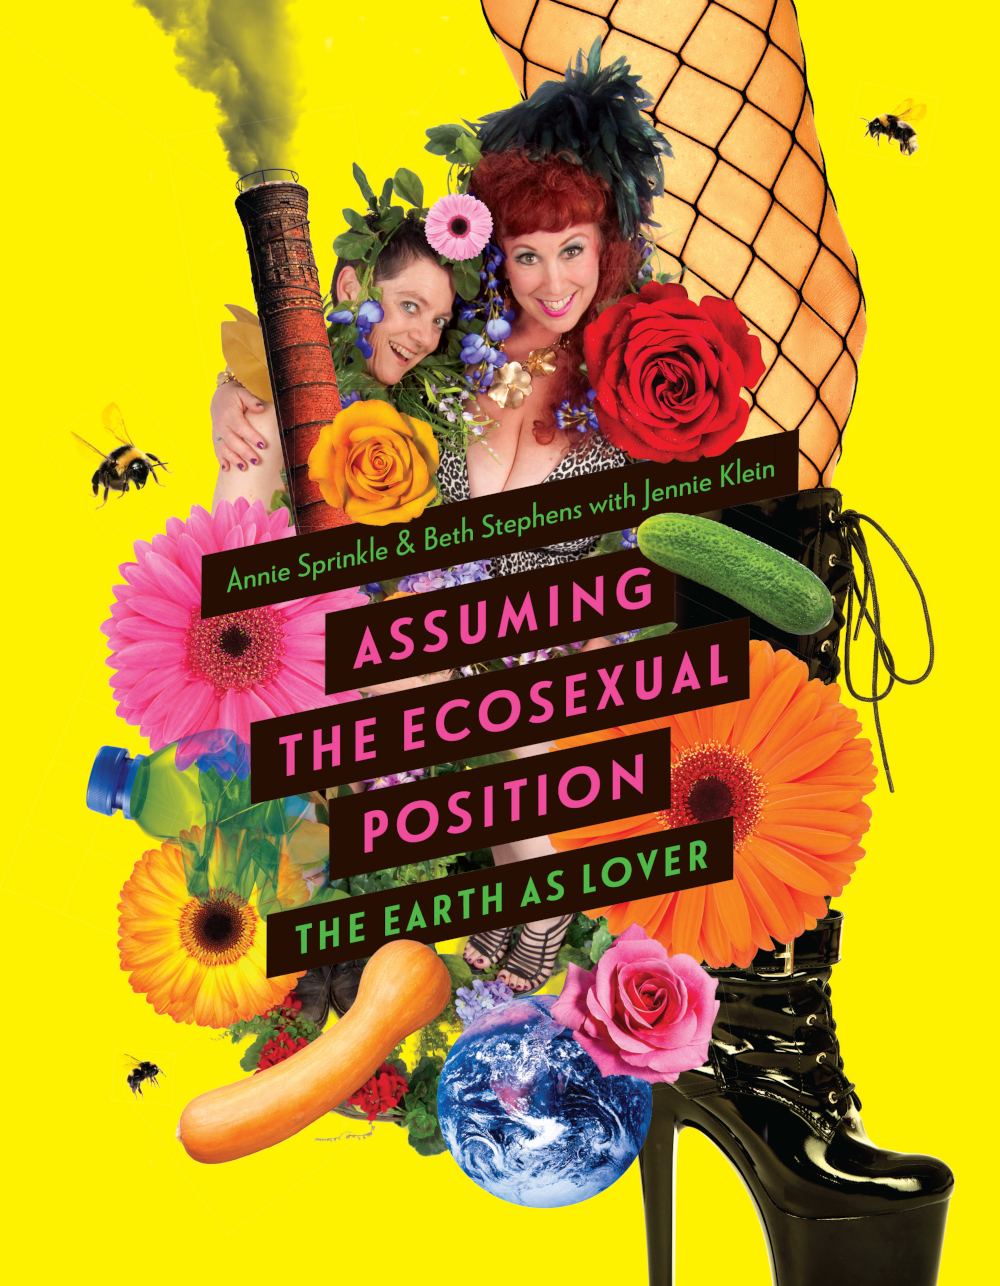 Annie Sprinkle & Beth Stephens with Jennie Klein
ASSUMING
THE ECOSEXUAL
POSITION
THE EARTH AS LOVER